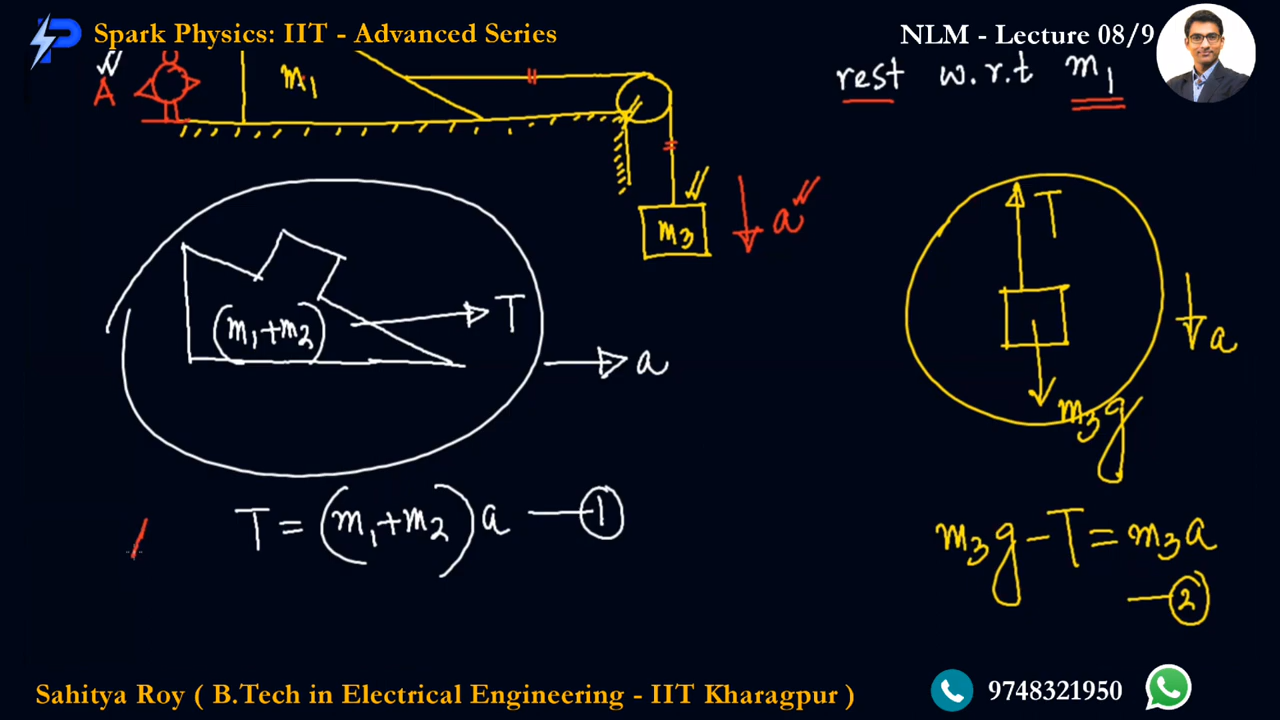 Spark Physics: IIT - Advanced Series
NLM - Lecture 08/9
A
m1
rest w.r.t m1
m3
a
(m1+m2)
T
a
T
a
m3g
T = (m1+m2) a — 1
m3g - T = m3a
— 2
Sahitya Roy ( B.Tech in Electrical Engineering - IIT Kharagpur )
9748321950